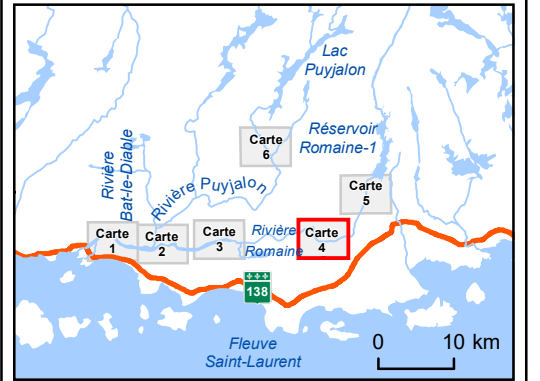 Lac
Puyjalon
Réservoir
Romaine-1
Carte
6
Rivière
Bat-le-Diable
Rivière Puyjalon
Carte
5
Carte
1
Carte
2
Carte
3
Rivière
Romaine
Carte
4
138
Fleuve
Saint-Laurent
0 10 km